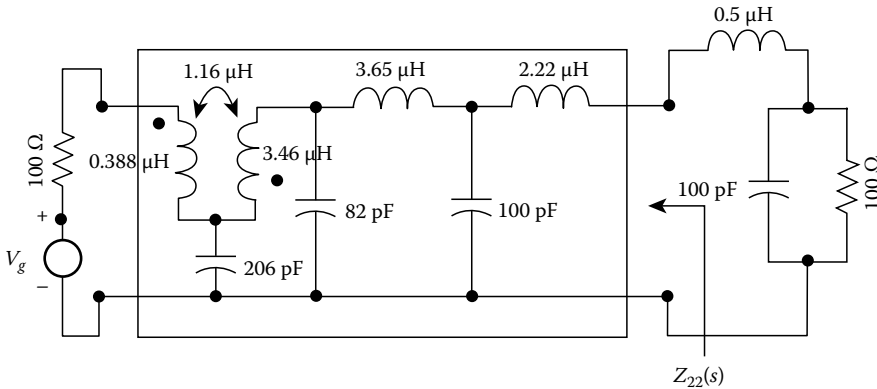 0.5 μH
1.16 μH
3.65 μH
2.22 μH
100 Ω
0.388 μH
3.46 μH
82 pF
100 pF
100 pF
100 Ω
+
V_g
−
206 pF
Z_22(s)